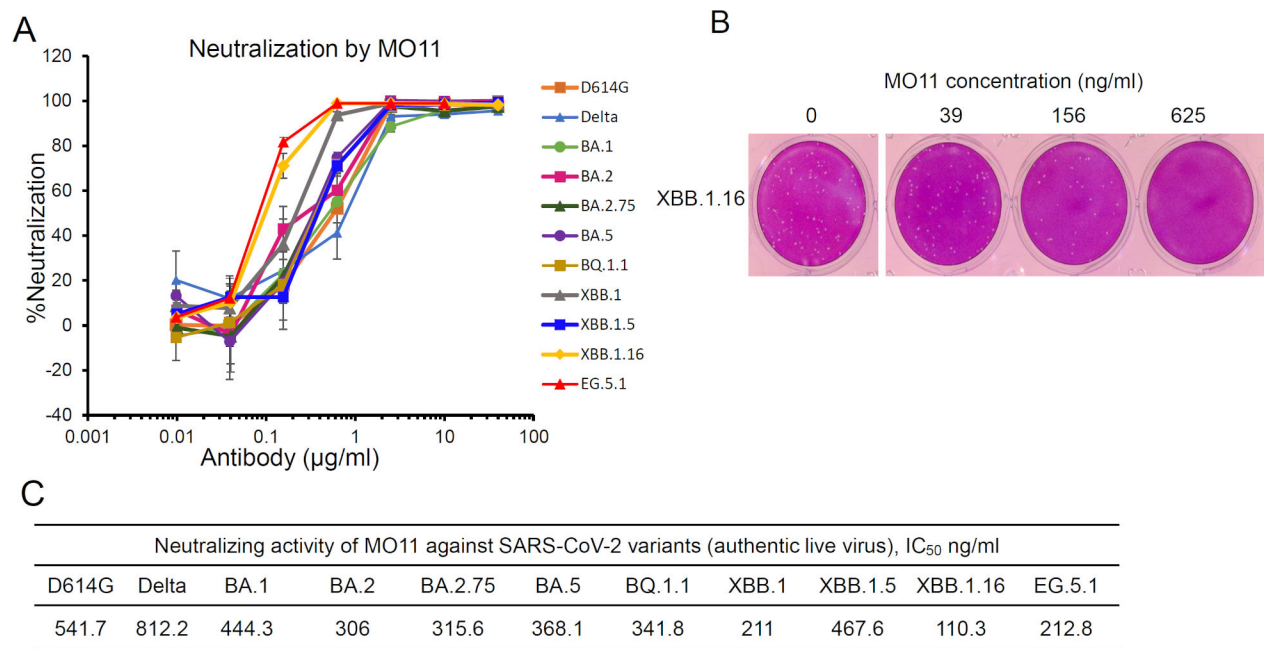 A
Neutralization by MO11
120
100
80
60
40
20
0
-20
-40
%Neutralization
0.001 0.01 0.1 1 10 100
Antibody (µg/ml)
D614G
Delta
BA.1
BA.2
BA.2.75
BA.5
BQ.1.1
XBB.1
XBB.1.5
XBB.1.16
EG.5.1
B
MO11 concentration (ng/ml)
0 39 156 625
XBB.1.16
C
Neutralizing activity of MO11 against SARS-CoV-2 variants (authentic live virus), IC50 ng/ml
D614G Delta BA.1 BA.2 BA.2.75 BA.5 BQ.1.1 XBB.1 XBB.1.5 XBB.1.16 EG.5.1
541.7 812.2 444.3 306 315.6 368.1 341.8 211 467.6 110.3 212.8